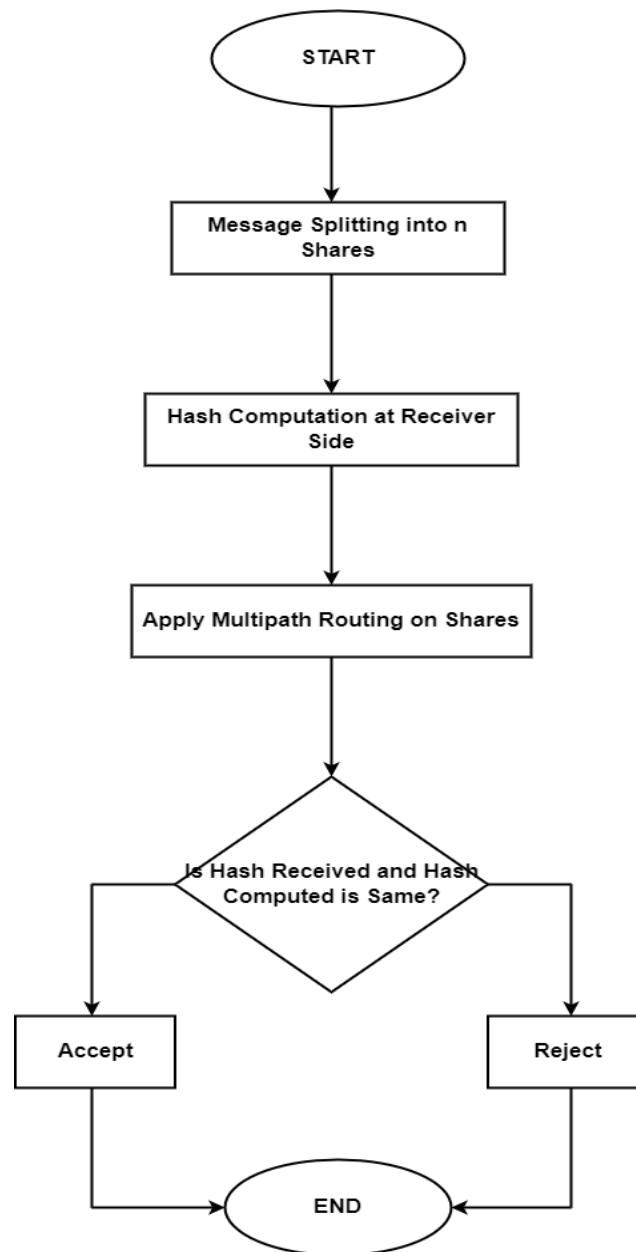 START
Message Splitting into n
Shares
Hash Computation at Receiver
Side
Apply Multipath Routing on Shares
Is Hash Received and Hash
Computed is Same?
Accept
Reject
END